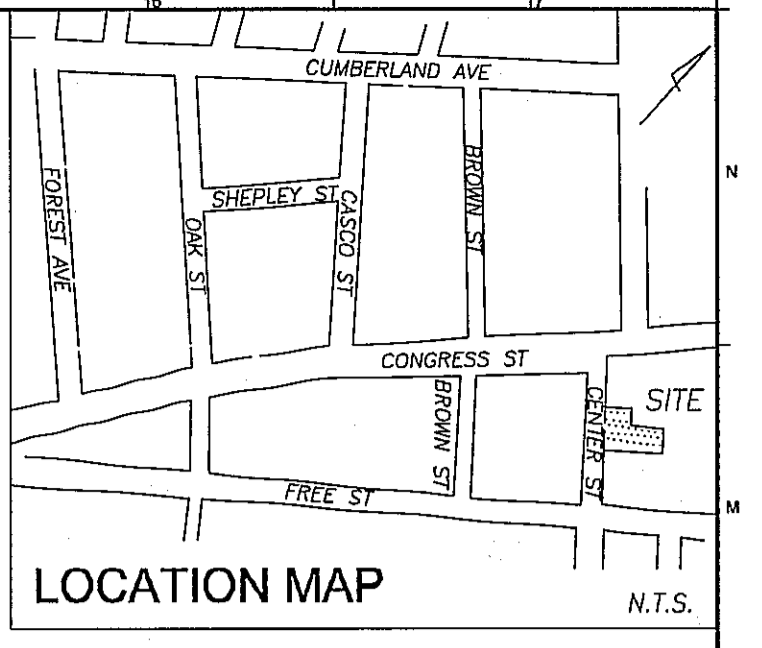 16
17
CUMBERLAND AVE
N
BROWN ST
FOREST AVE
SHEPLEY ST
CASCO ST
OAK ST
CONGRESS ST
BROWN ST
CENTER ST
SITE
FREE ST
M
LOCATION MAP
N.T.S.